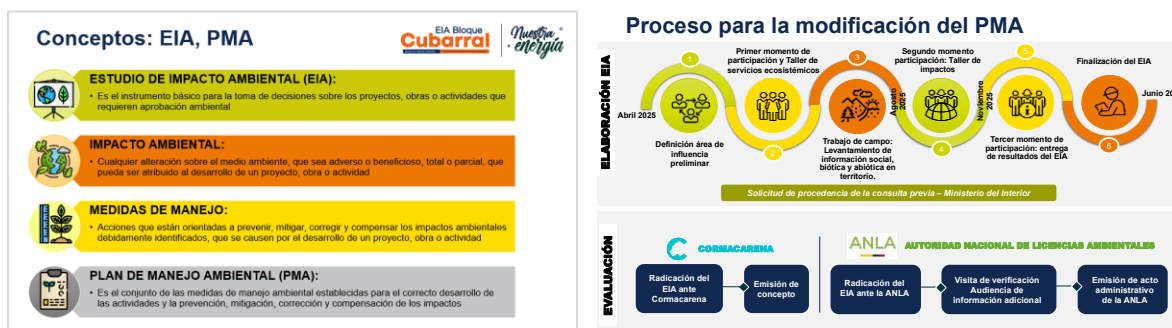 Conceptos: EIA, PMA
EIA Bloque
Cubarral
Nuestra
energía
ESTUDIO DE IMPACTO AMBIENTAL (EIA):
• Es el instrumento básico para la toma de decisiones sobre los proyectos, obras o actividades que
requieren aprobación ambiental
IMPACTO AMBIENTAL:
• Cualquier alteración sobre el medio ambiente, que sea adverso o beneficioso, total o parcial, que
pueda ser atribuido al desarrollo de un proyecto, obra o actividad
MEDIDAS DE MANEJO:
• Acciones que están orientadas a prevenir, mitigar, corregir y compensar los impactos ambientales
debidamente identificados, que se causen por el desarrollo de un proyecto, obra o actividad
PLAN DE MANEJO AMBIENTAL (PMA):
• Es el conjunto de las medidas de manejo ambiental establecidas para el correcto desarrollo de
las actividades y la prevención, mitigación, corrección y compensación de los impactos
Proceso para la modificación del PMA
ELABORACIÓN EIA
Abril 2025
1
Definición área de
influencia
preliminar
Primer momento de
participación y Taller de
servicios ecosistémicos
2
3
Trabajo de campo:
Levantamiento de
información social,
biótica y abiótica en
territorio.
Agosto
2025
Segundo momento
participación: Taller de
impactos
4
Noviembre
2025
5
Tercer momento de
participación: entrega
de resultados del EIA
Finalización del EIA
6
Junio 20
Solicitud de procedencia de la consulta previa – Ministerio del Interior
EVALUACIÓN
CORMACARENA
Radicación del
EIA ante
Cormacarena
Emisión de
concepto
ANLA
AUTORIDAD NACIONAL DE LICENCIAS AMBIENTALES
Radicación del
EIA ante la ANLA
Visita de verificación
Audiencia de
información adicional
Emisión de acto
administrativo
de la ANLA